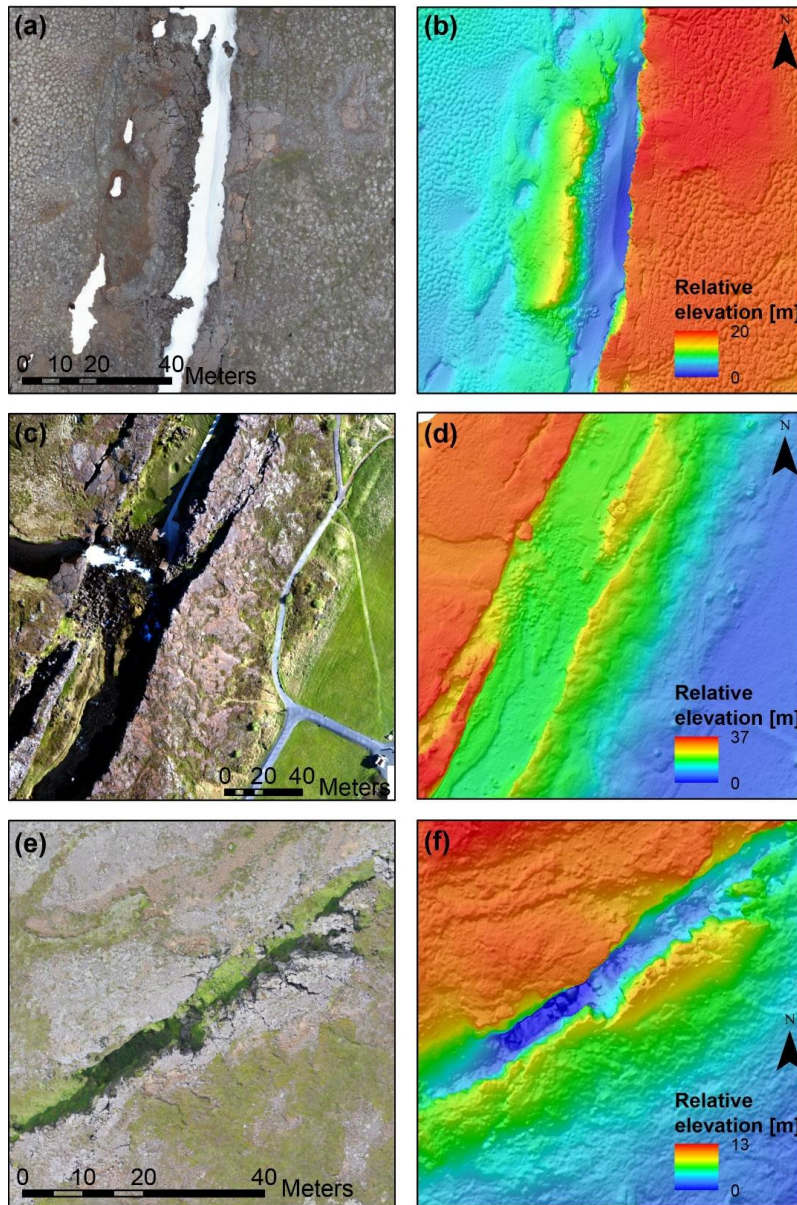 (a)
0 10 20 40
Meters
(b)
N
Relative
elevation [m]
20
0
(c)
0 20 40
Meters
(d)
N
Relative
elevation [m]
37
0
(e)
0 10 20 40
Meters
(f)
N
Relative
elevation [m]
13
0